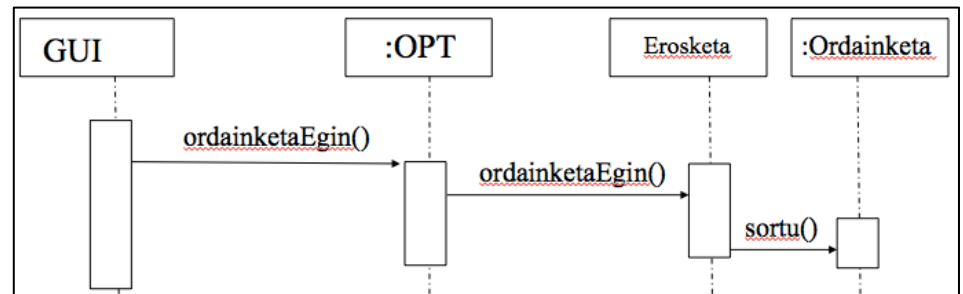 GUI
:OPT
Erosketa
:Ordainketa
ordainketaEgin()
ordainketaEgin()
sortu()